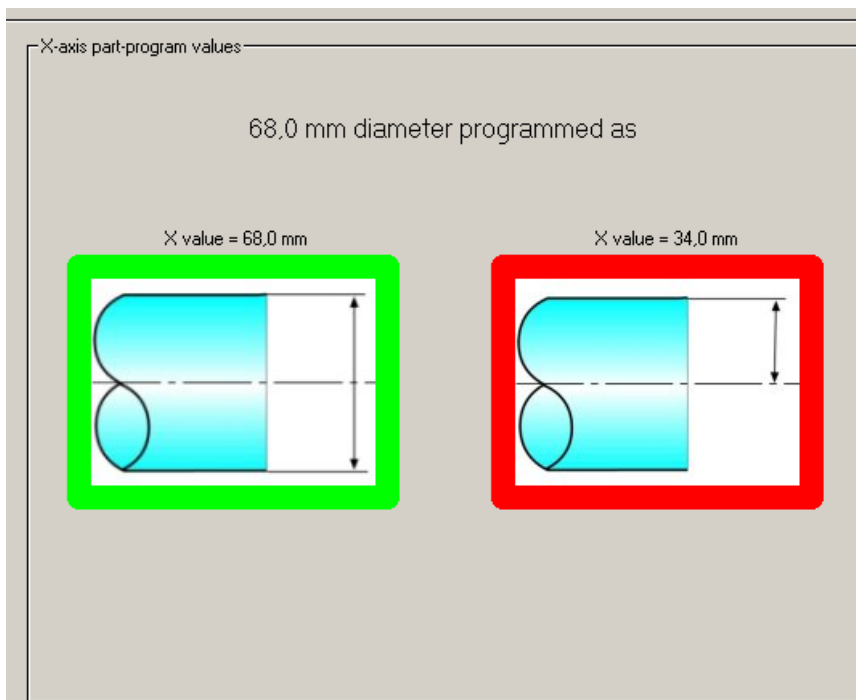 X-axis part-program values
68,0 mm diameter programmed as
X value = 68,0 mm
X value = 34,0 mm